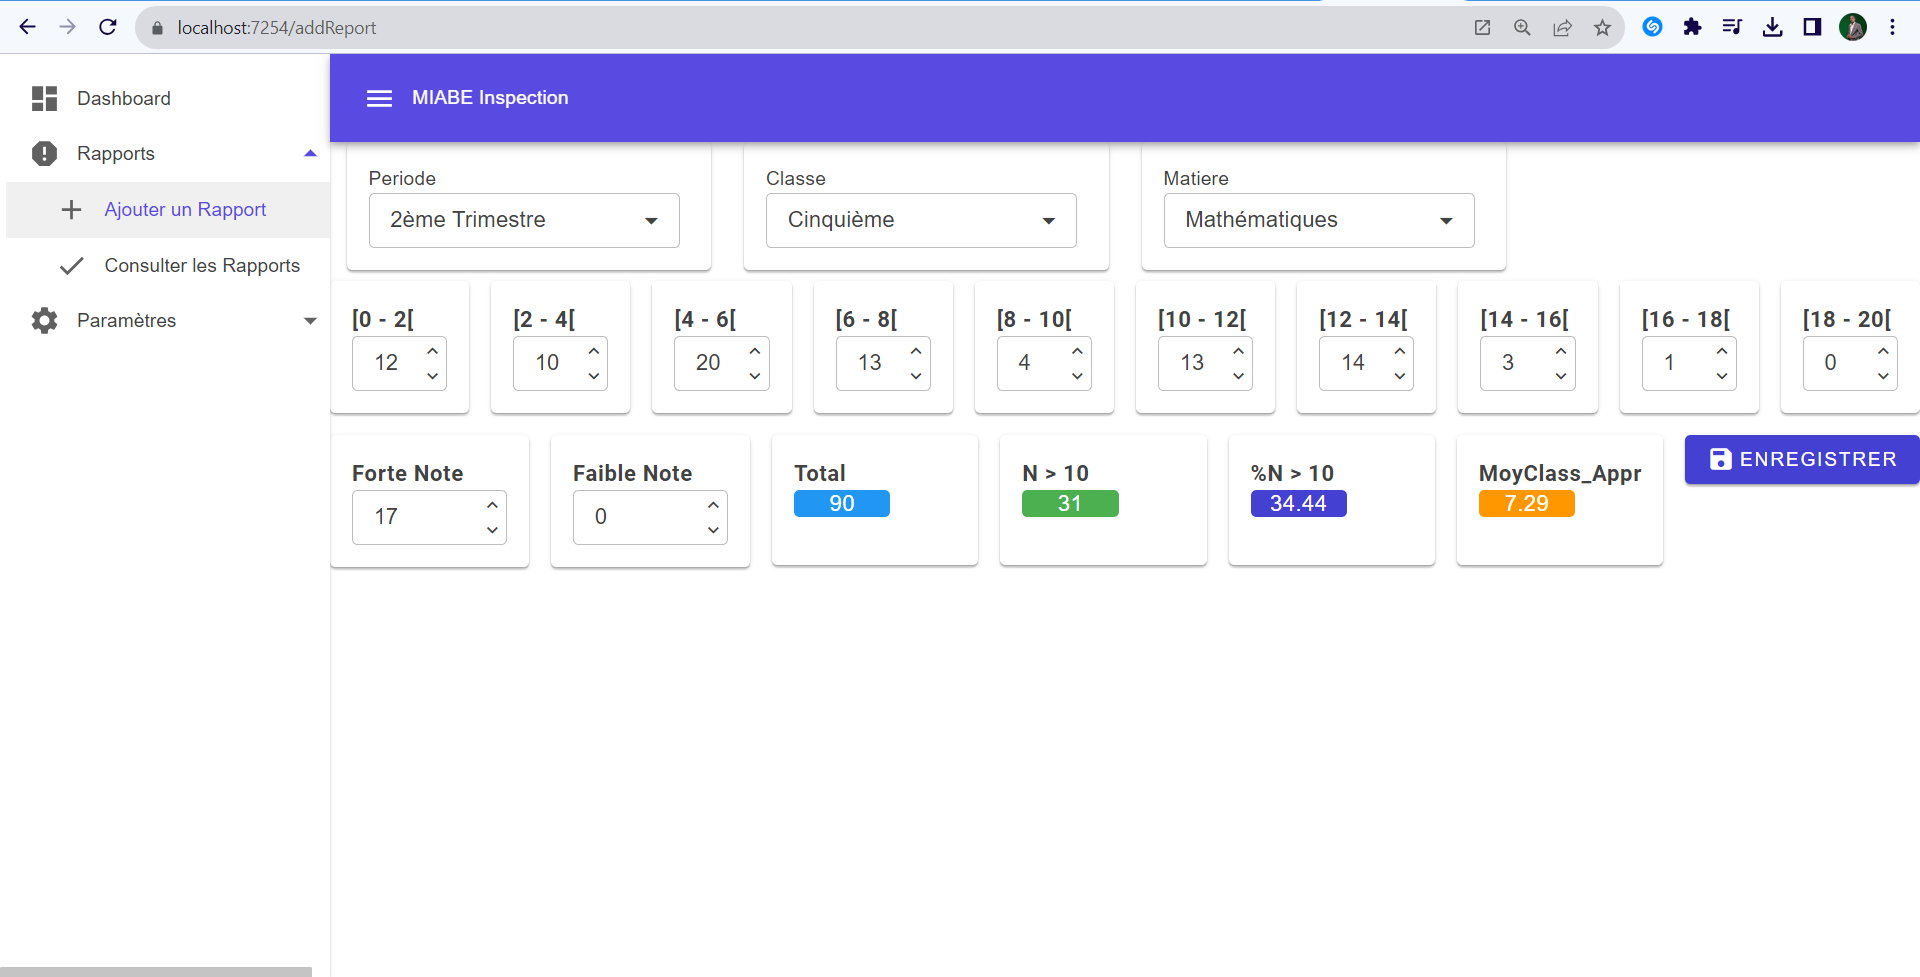 localhost:7254/addReport
Dashboard
Rapports
Ajouter un Rapport
Consulter les Rapports
Paramètres
MIABE Inspection
Periode
Classe
Matiere
2ème Trimestre
Cinquième
Mathématiques
[0 - 2[
[2 - 4[
[4 - 6[
[6 - 8[
[8 - 10[
[10 - 12[
[12 - 14[
[14 - 16[
[16 - 18[
[18 - 20[
12
10
20
13
4
13
14
3
1
0
Forte Note
Faible Note
Total
N > 10
%N > 10
MoyClass_Appr
17
0
90
31
34.44
7.29
ENREGISTRER